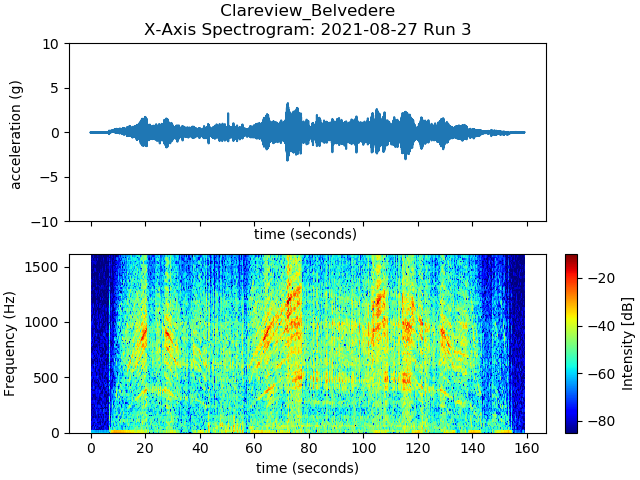 Clareview_Belvedere
X-Axis Spectrogram: 2021-08-27 Run 3
10
5
0
−5
−10
acceleration (g)
time (seconds)
1500
1000
500
0
Frequency (Hz)
0 20 40 60 80 100 120 140 160
time (seconds)
−20
−40
−60
−80
Intensity [dB]